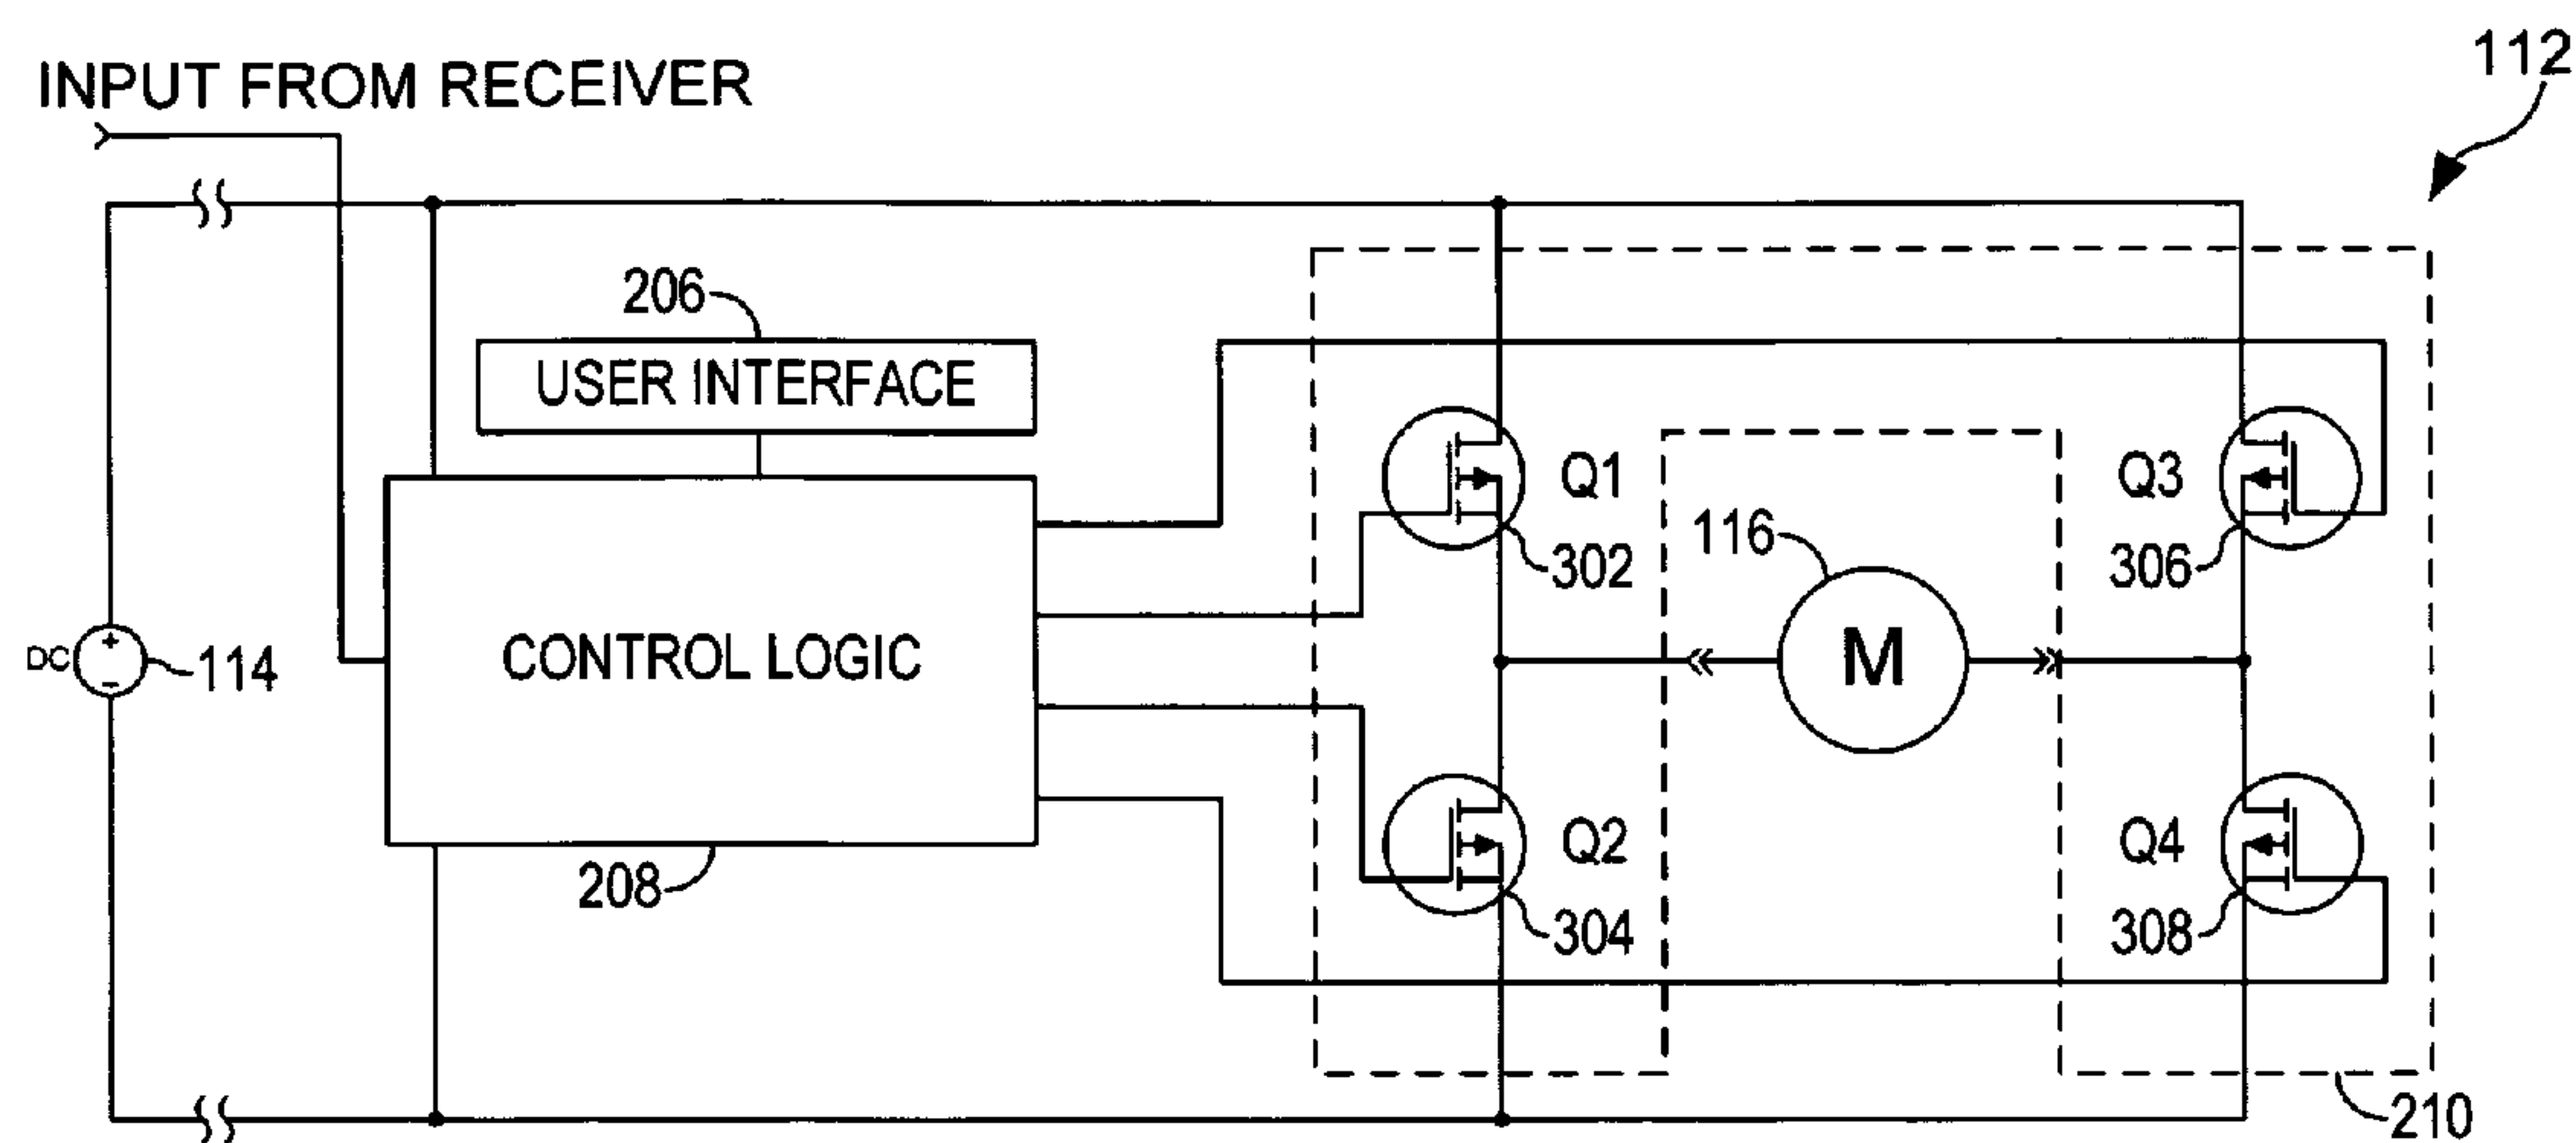 112
INPUT FROM RECEIVER
206
USER INTERFACE
Q1
Q3
302
116
306
DC
+
-
114
CONTROL LOGIC
M
208
Q2
Q4
304
308
210